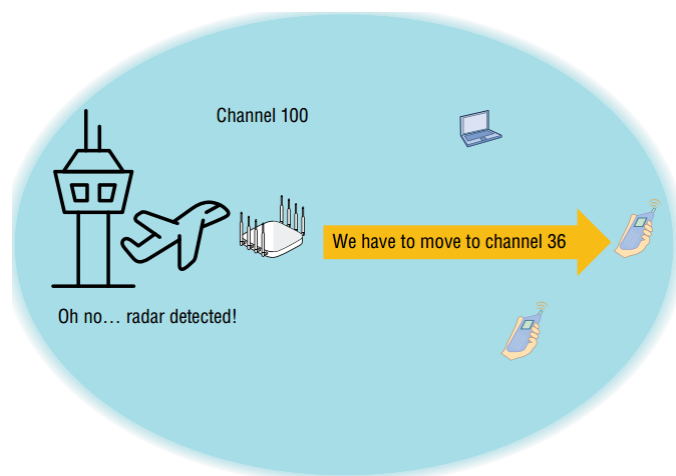 Channel 100
We have to move to channel 36
Oh no… radar detected!